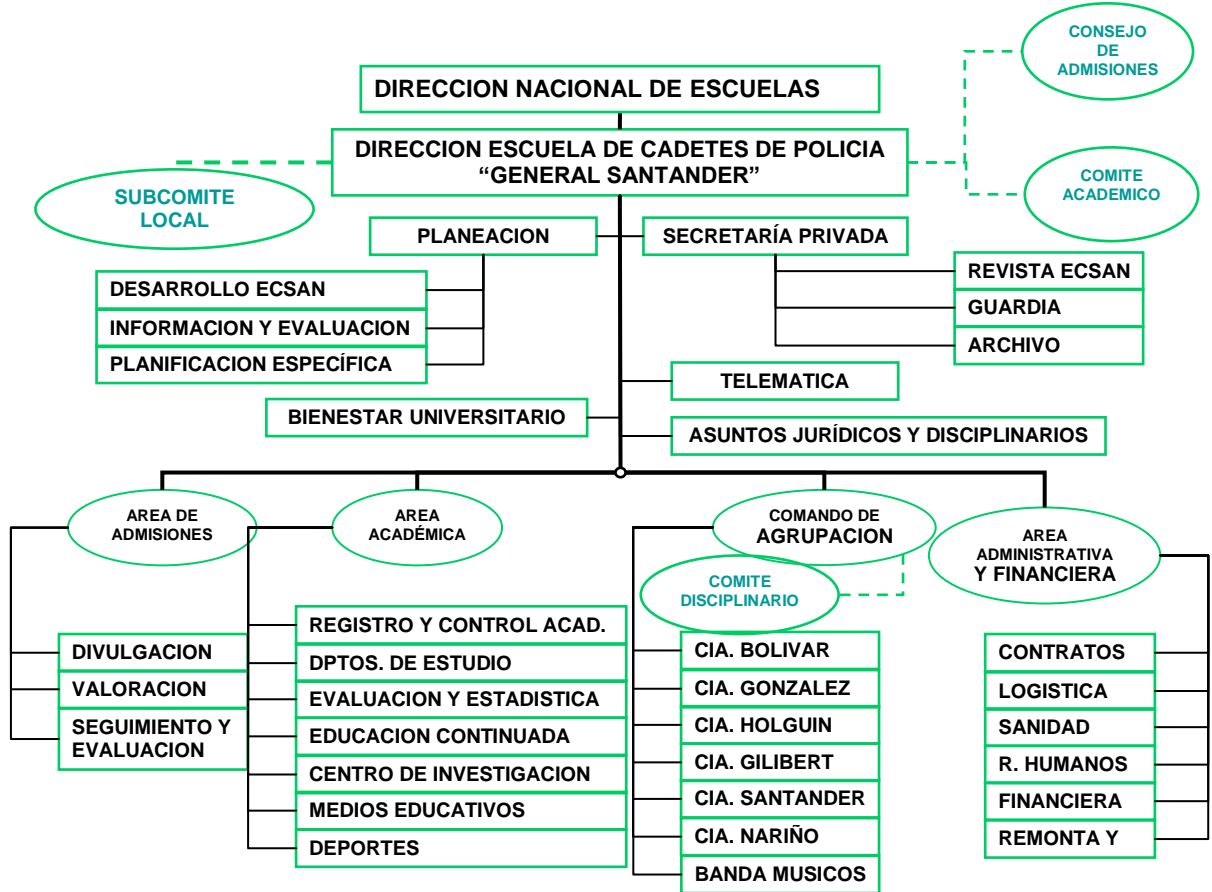 CONSEJO
DE
ADMISIONES
DIRECCION NACIONAL DE ESCUELAS
DIRECCION ESCUELA DE CADETES DE POLICIA
“GENERAL SANTANDER”
SUBCOMITE
LOCAL
COMITE
ACADEMICO
PLANEACION
SECRETARÍA PRIVADA
DESARROLLO ECSAN
INFORMACION Y EVALUACION
PLANIFICACION ESPECÍFICA
REVISTA ECSAN
GUARDIA
ARCHIVO
TELEMATICA
BIENESTAR UNIVERSITARIO
ASUNTOS JURÍDICOS Y DISCIPLINARIOS
AREA DE
ADMISIONES
AREA
ACADÉMICA
COMANDO DE
AGRUPACION
AREA
ADMINISTRATIVA
Y FINANCIERA
COMITE
DISCIPLINARIO
DIVULGACION
VALORACION
SEGUIMIENTO Y
EVALUACION
REGISTRO Y CONTROL ACAD.
DPTOS. DE ESTUDIO
EVALUACION Y ESTADISTICA
EDUCACION CONTINUADA
CENTRO DE INVESTIGACION
MEDIOS EDUCATIVOS
DEPORTES
CIA. BOLIVAR
CIA. GONZALEZ
CIA. HOLGUIN
CIA. GILIBERT
CIA. SANTANDER
CIA. NARIÑO
BANDA MUSICOS
CONTRATOS
LOGISTICA
SANIDAD
R. HUMANOS
FINANCIERA
REMONTA Y